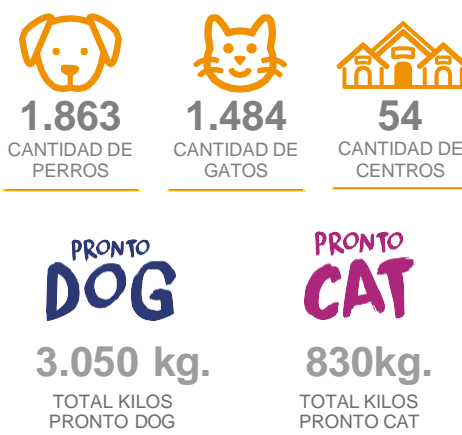 1.863
CANTIDAD DE
PERROS
1.484
CANTIDAD DE
GATOS
54
CANTIDAD DE
CENTROS
PRONTO
DOG
3.050 kg.
TOTAL KILOS
PRONTO DOG
PRONTO
CAT
830kg.
TOTAL KILOS
PRONTO CAT